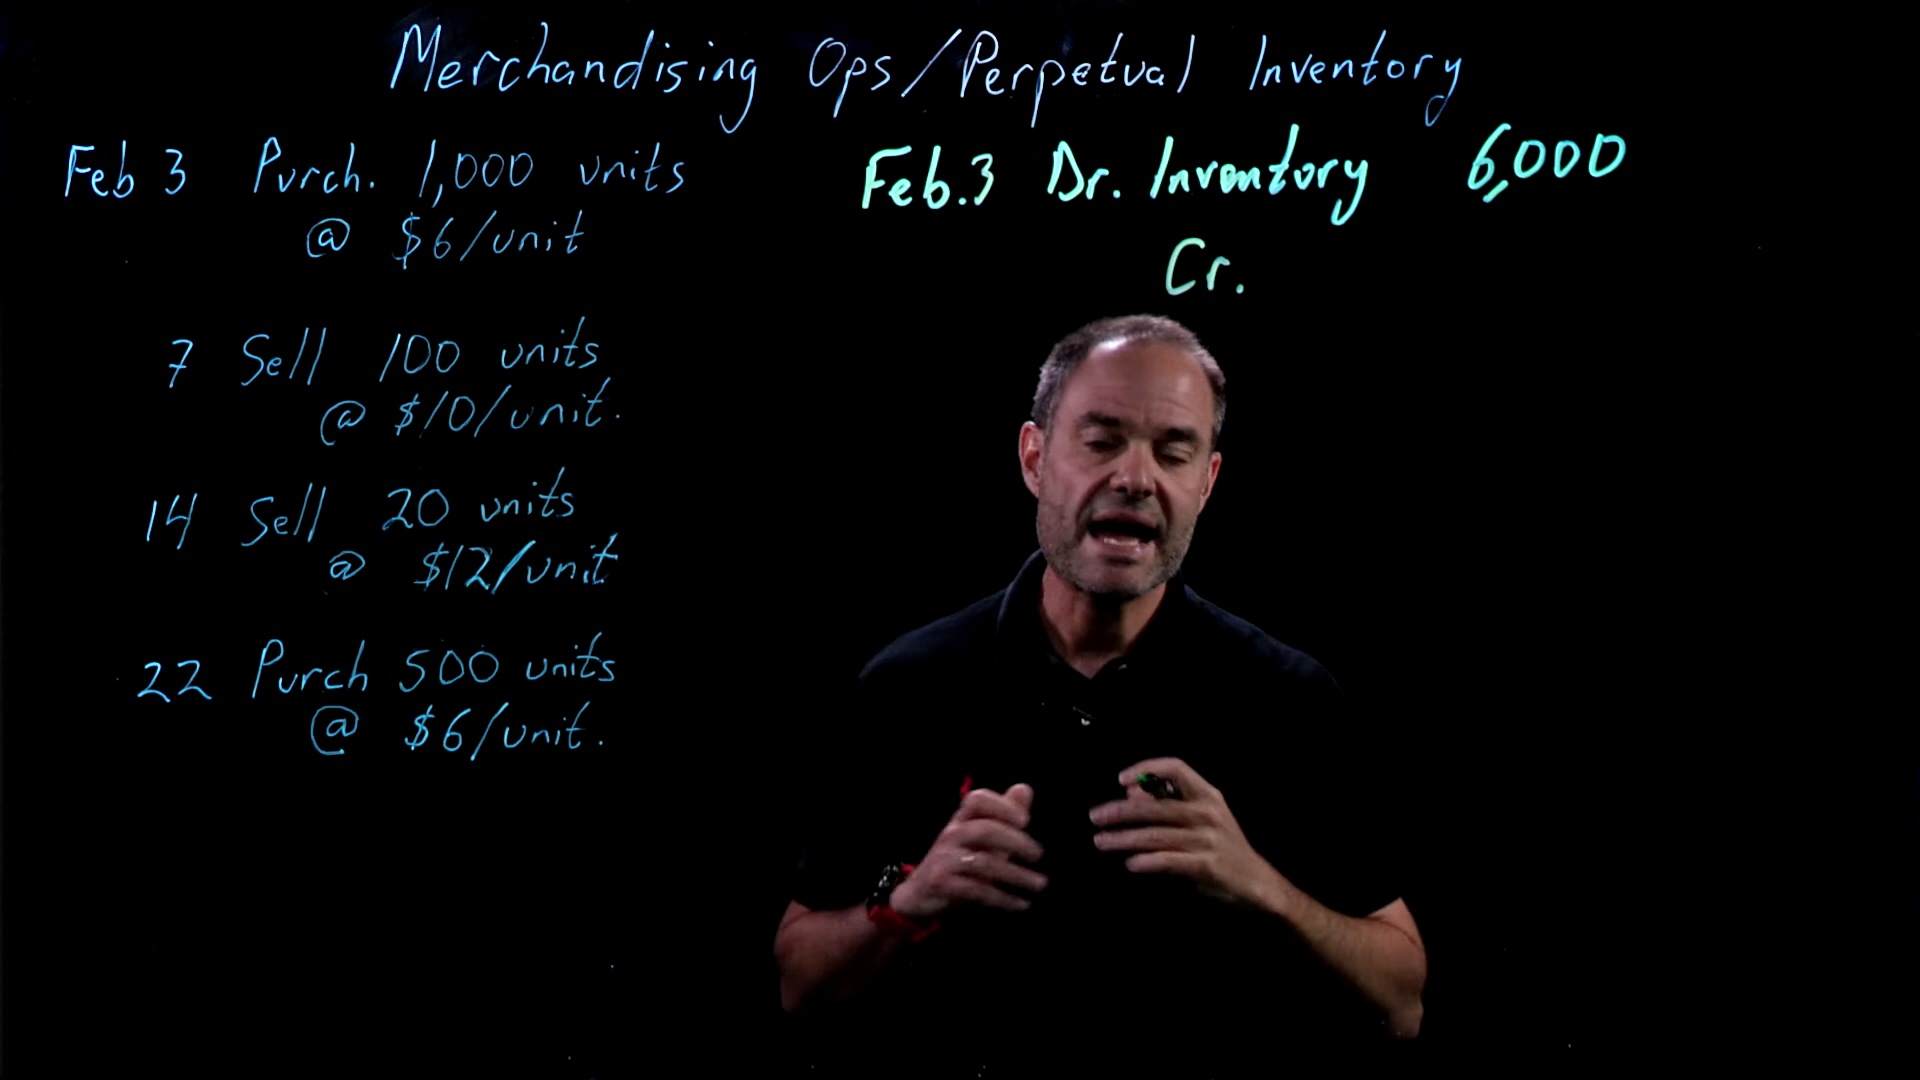 Merchandising Ops/Perpetual Inventory
Feb 3 Purch. 1,000 units
@ $6/unit
7 Sell 100 units
@ $10/unit.
14 Sell 20 units
@ $12/unit
22 Purch 500 units
@ $6/unit.
Feb.3 Dr. Inventory 6,000
Cr.